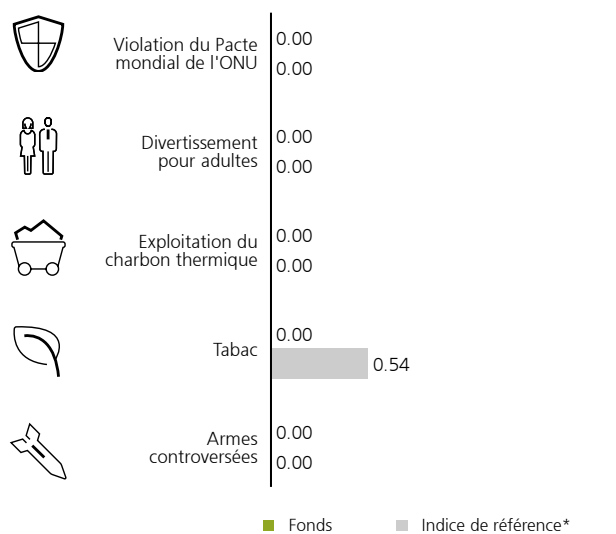 Violation du Pacte
mondial de l'ONU
0.00
0.00
Divertissement
pour adultes
0.00
0.00
Exploitation du
charbon thermique
0.00
0.00
Tabac
0.00
0.54
Armes
controversées
0.00
0.00
Fonds
Indice de référence*